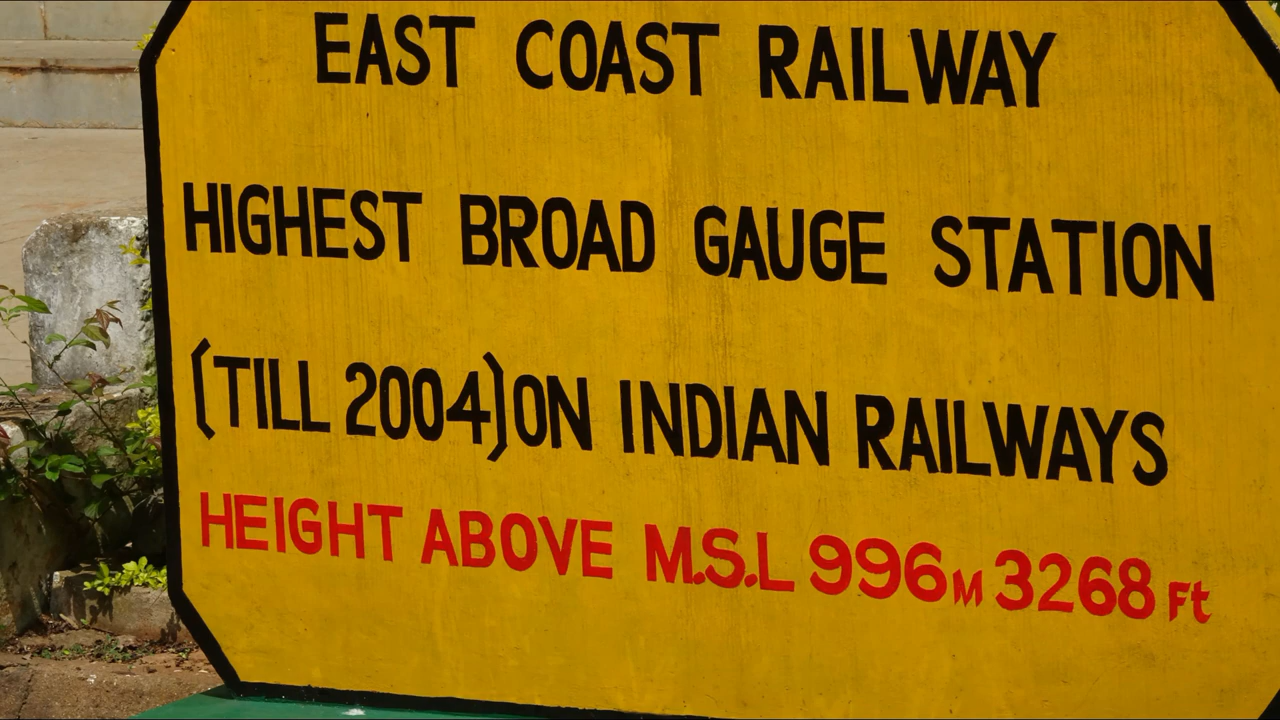 EAST COAST RAILWAY
HIGHEST BROAD GAUGE STATION
(TILL 2004) ON INDIAN RAILWAYS
HEIGHT ABOVE M.S.L 996M 3268 Ft